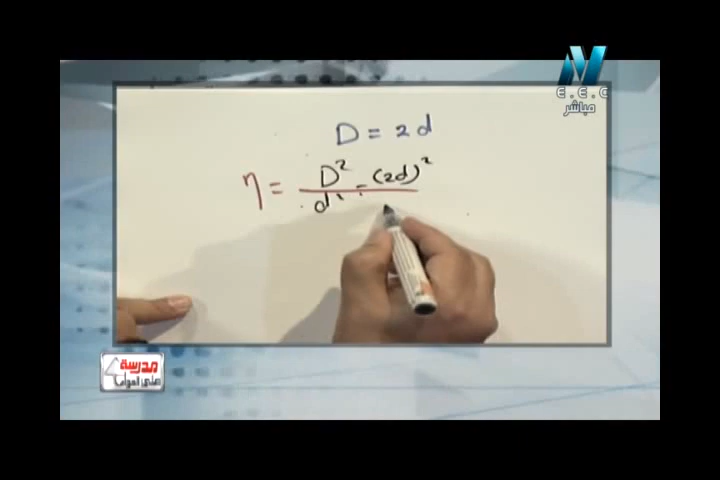 E.E.C
مباشر
D = 2d
η = D² = (2d)²
d²
مدرسة
على الهواء